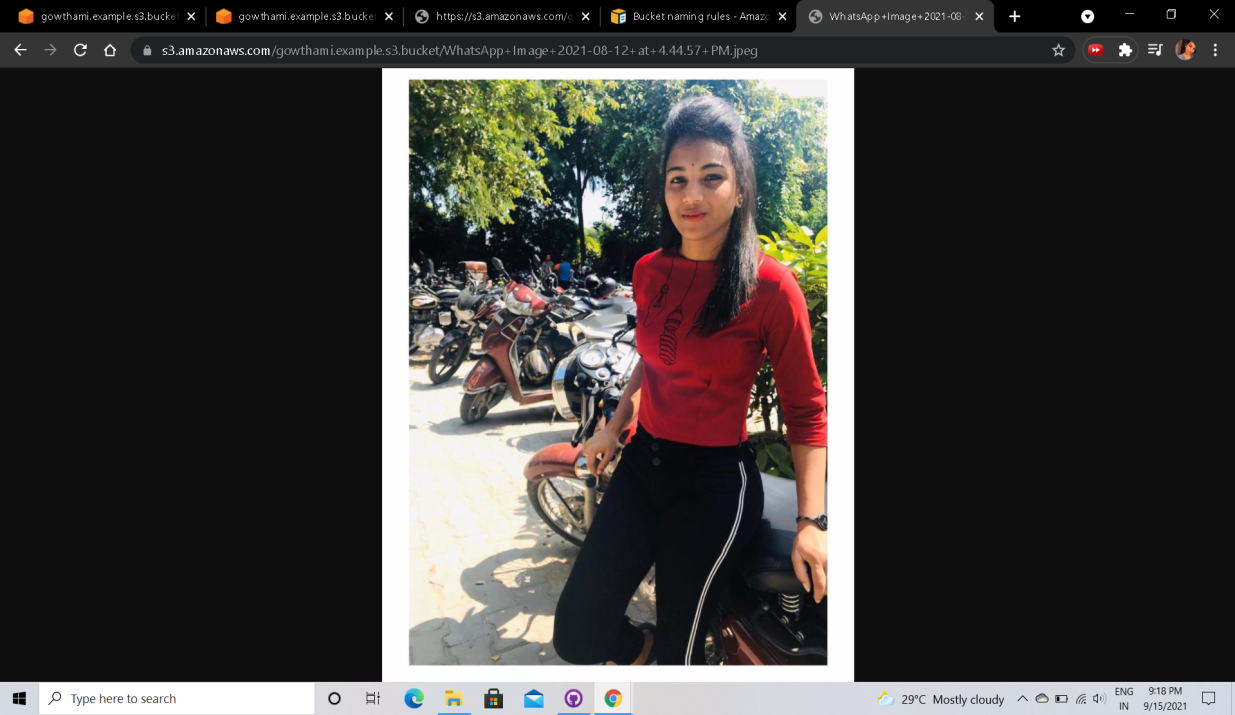 gowthami.example.s3.bucket
gowthami.example.s3.bucket
https://s3.amazonaws.com/g
Bucket naming rules - Amaz
WhatsApp+Image+2021-08-
s3.amazonaws.com/gowthami.example.s3.bucket/WhatsApp+Image+2021-08-12+at+4.44.57+PM.jpeg
Type here to search
29°C Mostly cloudy
ENG
IN
9:18 PM
9/15/2021